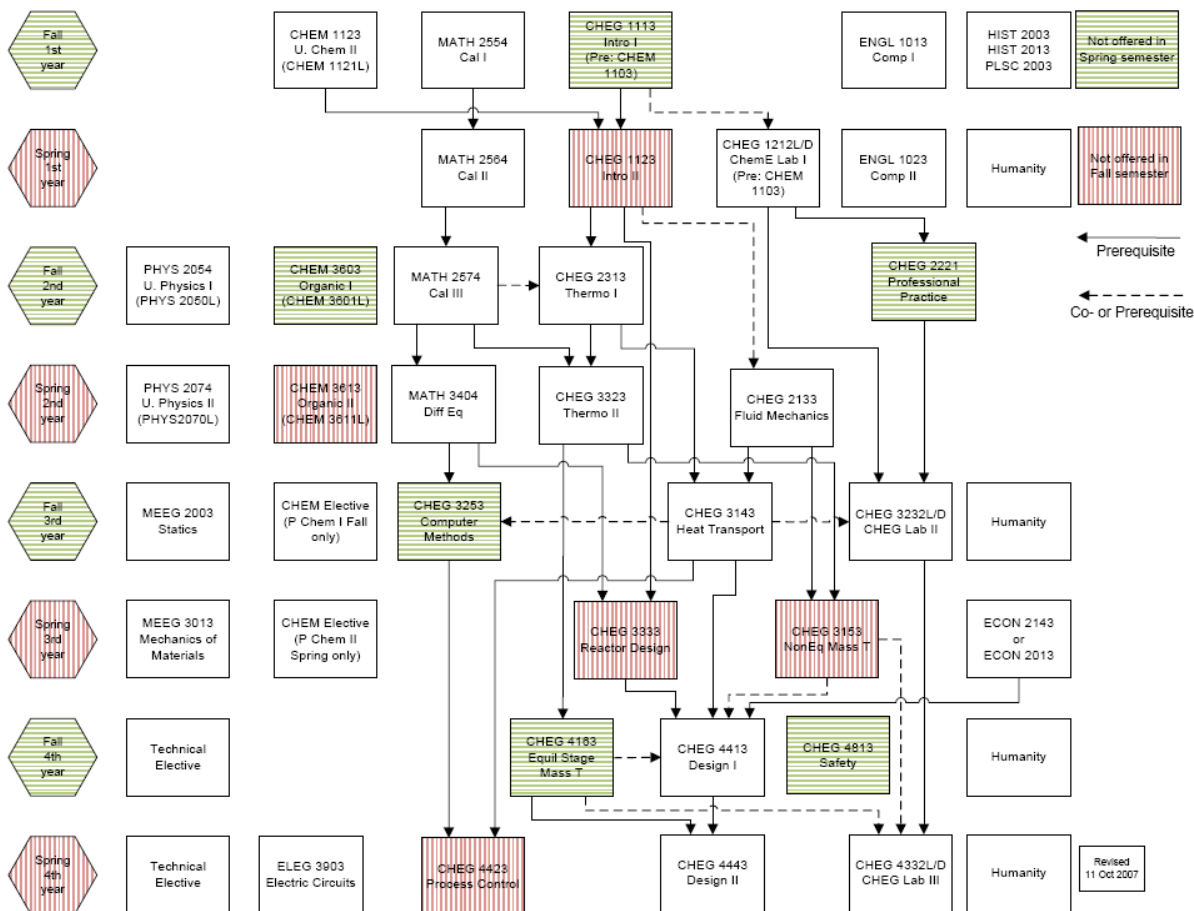 Fall
1st
year
CHEM 1123
U. Chem II
(CHEM 1121L)
MATH 2554
Cal I
CHEG 1113
Intro I
(Pre: CHEM
1103)
ENGL 1013
Comp I
HIST 2003
HIST 2013
PLSC 2003
Not offered in
Spring semester
Spring
1st
year
MATH 2564
Cal II
CHEG 1123
Intro II
CHEG 1212L/D
ChemE Lab I
(Pre: CHEM
1103)
ENGL 1023
Comp II
Humanity
Not offered in
Fall semester
Prerequisite
Co- or Prerequisite
Fall
2nd
year
PHYS 2054
U. Physics I
(PHYS 2050L)
CHEM 3603
Organic I
(CHEM 3601L)
MATH 2574
Cal III
CHEG 2313
Thermo I
CHEG 2221
Professional
Practice
Spring
2nd
year
PHYS 2074
U. Physics II
(PHYS2070L)
CHEM 3613
Organic II
(CHEM 3611L)
MATH 3404
Diff Eq
CHEG 3323
Thermo II
CHEG 2133
Fluid Mechanics
Fall
3rd
year
MEEG 2003
Statics
CHEM Elective
(P Chem I Fall
only)
CHEG 3253
Computer
Methods
CHEG 3143
Heat Transport
CHEG 3232L/D
CHEG Lab II
Humanity
Spring
3rd
year
MEEG 3013
Mechanics of
Materials
CHEM Elective
(P Chem II
Spring only)
CHEG 3333
Reactor Design
CHEG 3153
NonEq Mass T
ECON 2143
or
ECON 2013
Fall
4th
year
Technical
Elective
CHEG 4163
Equil Stage
Mass T
CHEG 4413
Design I
CHEG 4813
Safety
Humanity
Spring
4th
year
Technical
Elective
ELEG 3903
Electric Circuits
CHEG 4423
Process Control
CHEG 4443
Design II
CHEG 4332L/D
CHEG Lab III
Humanity
Revised
11 Oct 2007